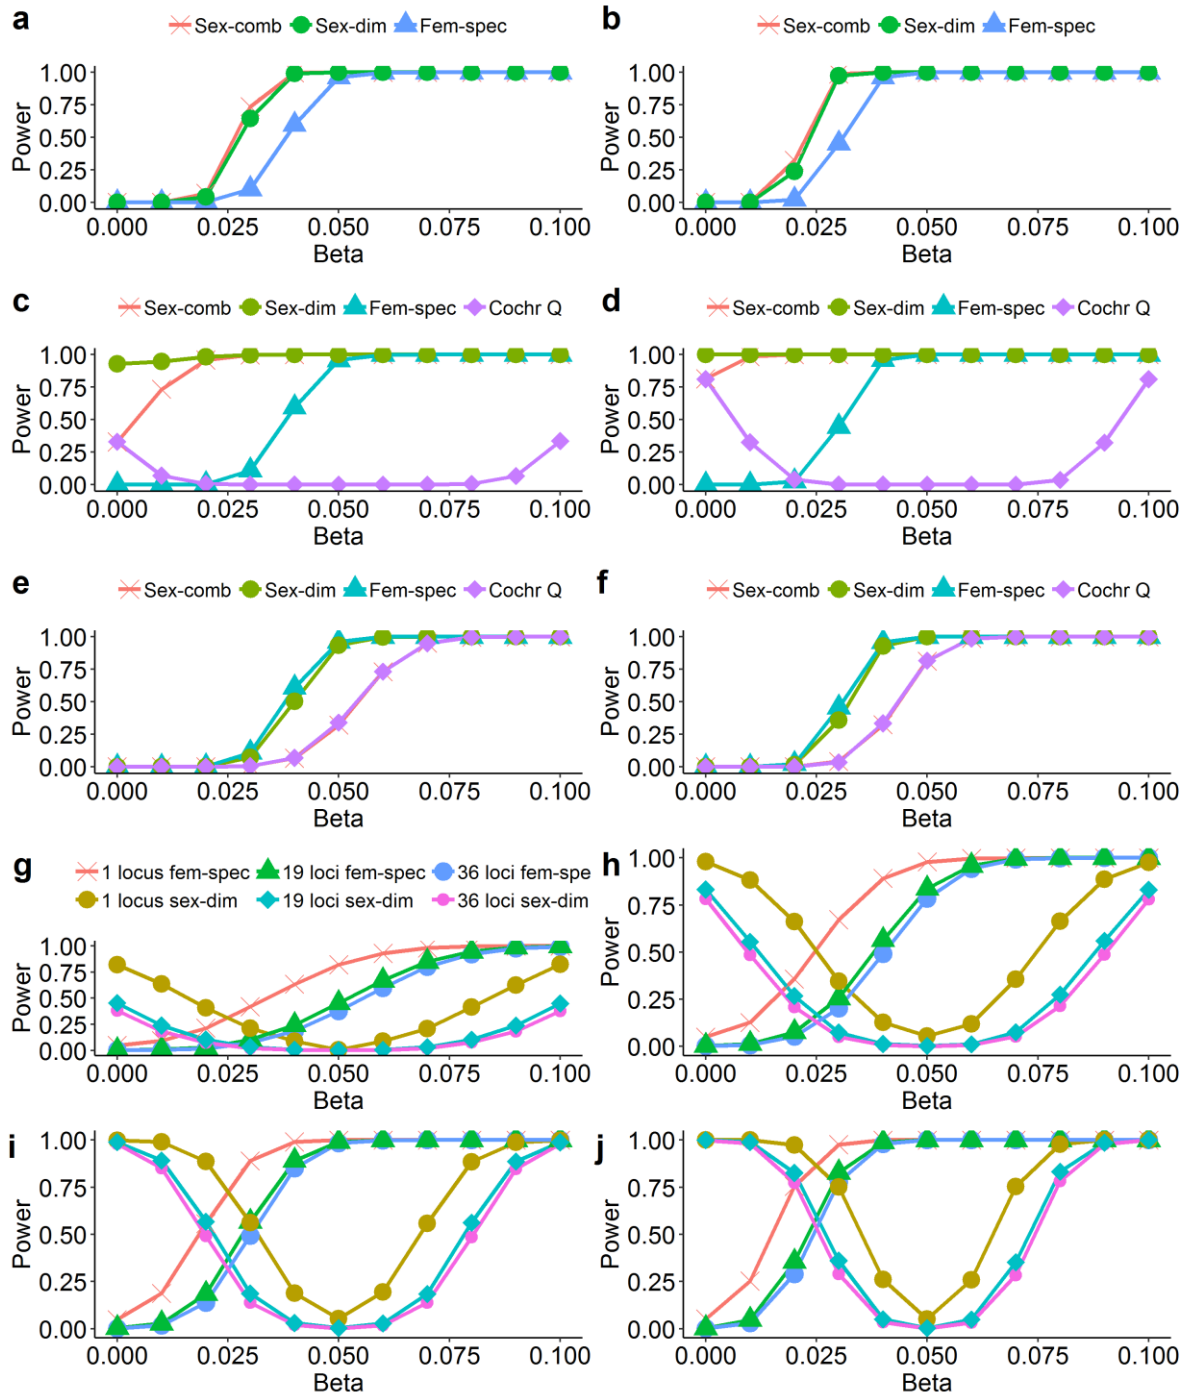 a
Sex-comb Sex-dim Fem-spec
1.00
0.75
0.50
0.25
0.00
Power
0.000 0.025 0.050 0.075 0.100
Beta
b
Sex-comb Sex-dim Fem-spec
1.00
0.75
0.50
0.25
0.00
Power
0.000 0.025 0.050 0.075 0.100
Beta
c
Sex-comb Sex-dim Fem-spec Cochr Q
1.00
0.75
0.50
0.25
0.00
Power
0.000 0.025 0.050 0.075 0.100
Beta
d
Sex-comb Sex-dim Fem-spec Cochr Q
1.00
0.75
0.50
0.25
0.00
Power
0.000 0.025 0.050 0.075 0.100
Beta
e
Sex-comb Sex-dim Fem-spec Cochr Q
1.00
0.75
0.50
0.25
0.00
Power
0.000 0.025 0.050 0.075 0.100
Beta
f
Sex-comb Sex-dim Fem-spec Cochr Q
1.00
0.75
0.50
0.25
0.00
Power
0.000 0.025 0.050 0.075 0.100
Beta
g
1 locus fem-spec 19 loci fem-spec 36 loci fem-spe
1 locus sex-dim 19 loci sex-dim 36 loci sex-dim
1.00
0.75
0.50
0.25
0.00
Power
0.000 0.025 0.050 0.075 0.100
Beta
h
1.00
0.75
0.50
0.25
0.00
Power
0.000 0.025 0.050 0.075 0.100
Beta
i
1.00
0.75
0.50
0.25
0.00
Power
0.000 0.025 0.050 0.075 0.100
Beta
j
1.00
0.75
0.50
0.25
0.00
Power
0.000 0.025 0.050 0.075 0.100
Beta